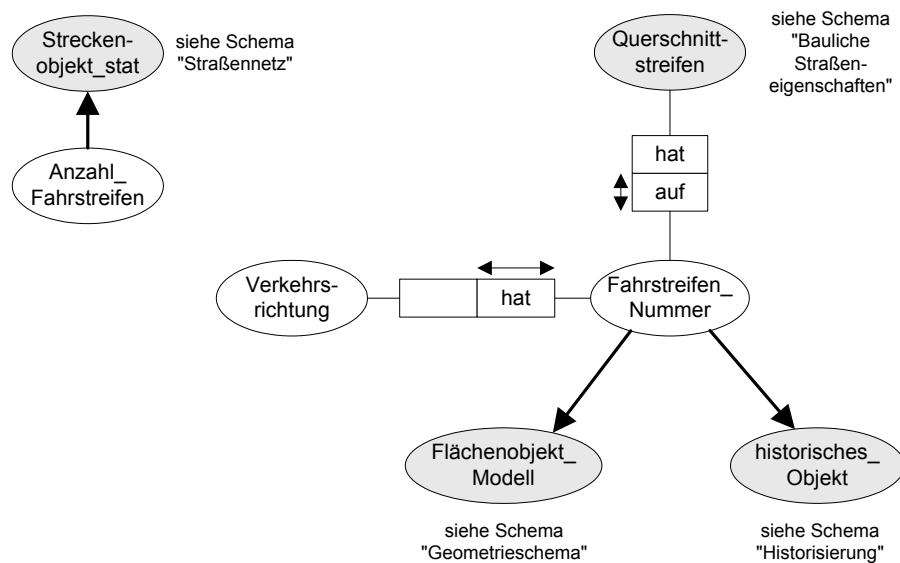 Strecken-
objekt_stat
siehe Schema
"Straßennetz"
Querschnitt-
streifen
siehe Schema
"Bauliche
Straßen-
eigenschaften"
Anzahl_
Fahrstreifen
hat
auf
Verkehrs-
richtung
hat
Fahrstreifen_
Nummer
Flächenobjekt_
Modell
historisches_
Objekt
siehe Schema
"Geometrieschema"
siehe Schema
"Historisierung"